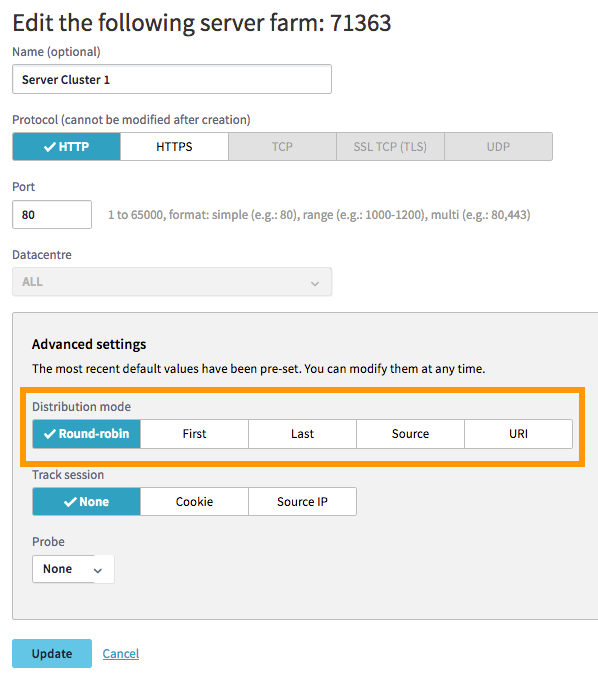 Edit the following server farm: 71363
Name (optional)
Server Cluster 1
Protocol (cannot be modified after creation)
HTTP HTTPS TCP SSL TCP (TLS) UDP
Port
80 1 to 65000, format: simple (e.g.: 80), range (e.g.: 1000-1200), multi (e.g.: 80,443)
Datacentre
ALL
Advanced settings
The most recent default values have been pre-set. You can modify them at any time.
Distribution mode
Round-robin First Last Source URI
Track session
None Cookie Source IP
Probe
None
Update Cancel